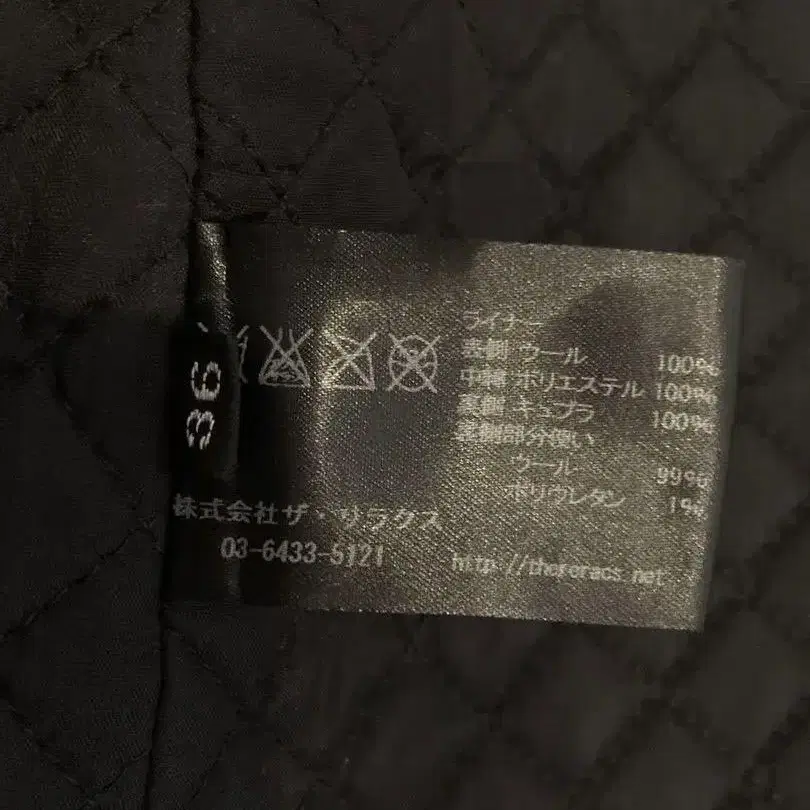 36
ライナー
表側 ウール 100%
中綿 ポリエステル 100%
裏側 キュプラ 100%
表側部分使い
ウール 99%
ポリウレタン 1%
株式会社ザ・リラクス
03-6433-5121
http://thereracs.net